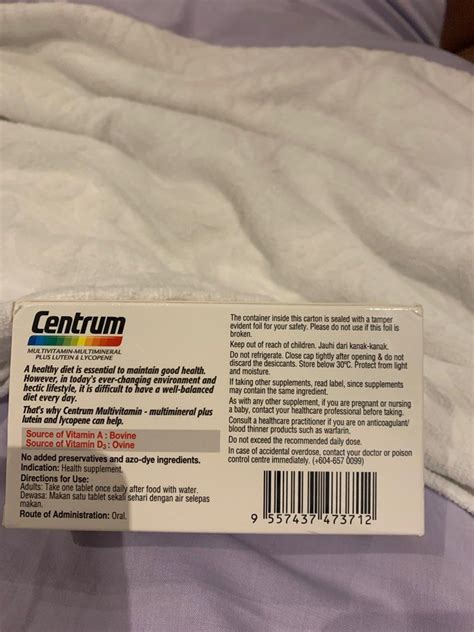 Centrum
MULTIVITAMIN-MULTIMINERAL
PLUS LUTEIN & LYCOPENE
A healthy diet is essential to maintain good health.
However, in today's ever-changing environment and
hectic lifestyle, it is difficult to have a well-balanced
diet every day.
That's why Centrum Multivitamin - multimineral plus
lutein and lycopene can help.
Source of Vitamin A : Bovine
Source of Vitamin D₃ : Ovine
No added preservatives and azo-dye ingredients.
Indication: Health supplement.
Directions for Use:
Adults: Take one tablet once daily after food with water.
Dewasa: Makan satu tablet sekali sehari dengan air selepas
makan.
Route of Administration: Oral.
The container inside this carton is sealed with a tamper
evident foil for your safety. Please do not use if this foil is
broken.
Keep out of reach of children. Jauhi dari kanak-kanak.
Do not refrigerate. Close cap tightly after opening & do not
discard the desiccants. Store below 30°C. Protect from light
and moisture.
If taking other supplements, read label, since supplements
may contain the same ingredient.
As with any other supplement, if you are pregnant or nursing
a baby, contact your healthcare professional before taking.
Consult a healthcare practitioner if you are on anticoagulant/
blood thinner products such as warfarin.
Do not exceed the recommended daily dose.
In case of accidental overdose, contact your doctor or poison
control centre immediately. (+604-657 0099)
9 557437 473712